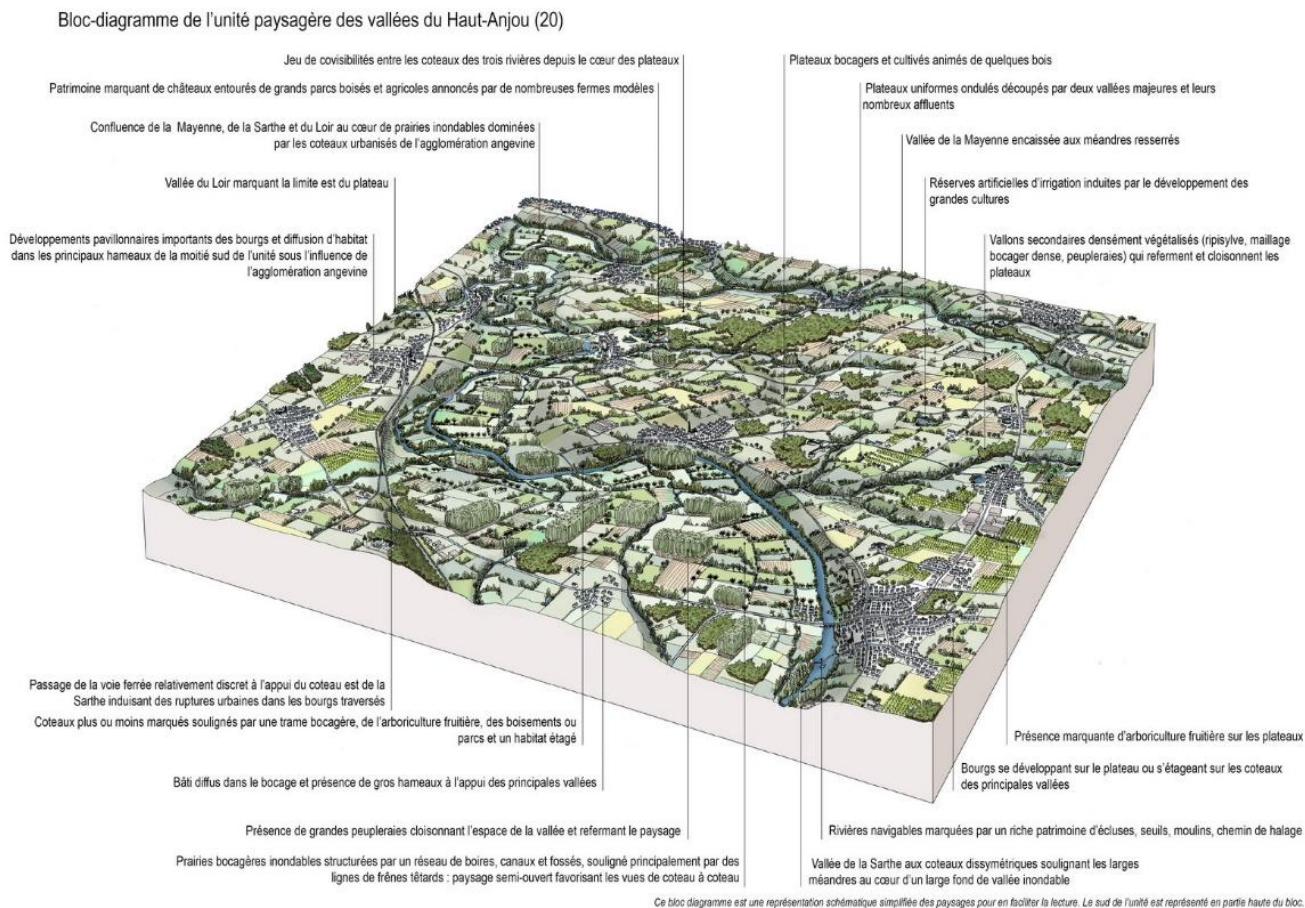 Bloc-diagramme de l'unité paysagère des vallées du Haut-Anjou (20)
Jeu de covisibilités entre les coteaux des trois rivières depuis le cœur des plateaux
Patrimoine marquant de châteaux entourés de grands parcs boisés et agricoles annoncés par de nombreuses fermes modèles
Confluence de la Mayenne, de la Sarthe et du Loir au cœur de prairies inondables dominées
par les coteaux urbanisés de l'agglomération angevine
Vallée du Loir marquant la limite est du plateau
Développements pavillonnaires importants des bourgs et diffusion d'habitat
dans les principaux hameaux de la moitié sud de l'unité sous l'influence de
l'agglomération angevine
Plateaux bocagers et cultivés animés de quelques bois
Plateaux uniformes ondulés découpés par deux vallées majeures et leurs
nombreux affluents
Vallée de la Mayenne encaissée aux méandres resserrés
Réserves artificielles d'irrigation induites par le développement des
grandes cultures
Vallons secondaires densément végétalisés (ripisylve, maillage
bocager dense, peupleraies) qui referment et cloisonnent les
plateaux
Passage de la voie ferrée relativement discret à l'appui du coteau est de la
Sarthe induisant des ruptures urbaines dans les bourgs traversés
Coteaux plus ou moins marqués soulignés par une trame bocagère, de l'arboriculture fruitière, des boisements ou
parcs et un habitat étagé
Bâti diffus dans le bocage et présence de gros hameaux à l'appui des principales vallées
Présence de grandes peupleraies cloisonnant l'espace de la vallée et refermant le paysage
Prairies bocagères inondables structurées par un réseau de boires, canaux et fossés, souligné principalement par des
lignes de frênes têtards : paysage semi-ouvert favorisant les vues de coteau à coteau
Présence marquante d'arboriculture fruitière sur les plateaux
Bourgs se développant sur le plateau ou s'étageant sur les coteaux
des principales vallées
Rivières navigables marquées par un riche patrimoine d'écluses, seuils, moulins, chemin de halage
Vallée de la Sarthe aux coteaux dissymétriques soulignant les larges
méandres au cœur d'un large fond de vallée inondable
Ce bloc diagramme est une représentation schématique simplifiée des paysages pour en faciliter la lecture. Le sud de l'unité est représenté en partie haute du bloc.